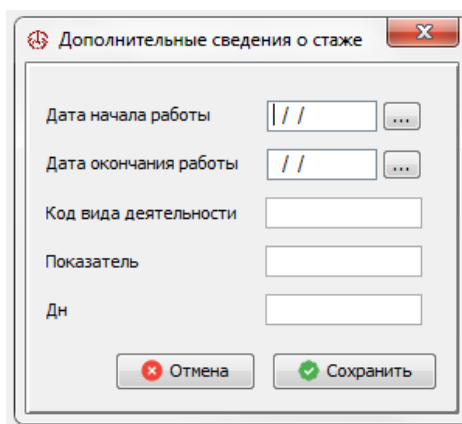 Дополнительные сведения о стаже
Дата начала работы / / ...
Дата окончания работы / / ...
Код вида деятельности
Показатель
Дн
Отмена Сохранить